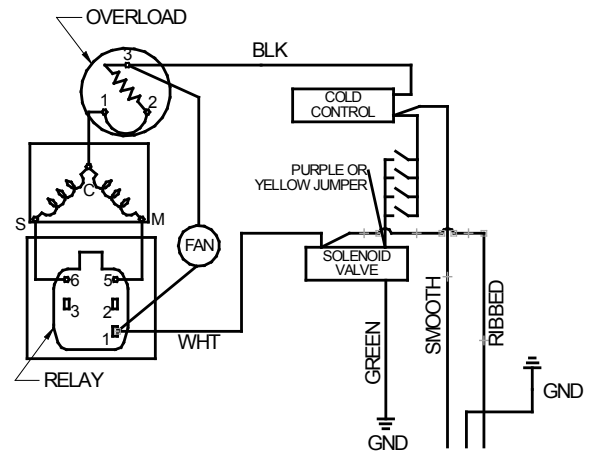 OVERLOAD
BLK
3
1
2
COLD
CONTROL
PURPLE OR
YELLOW JUMPER
C
S
M
FAN
SOLENOID
VALVE
6
5
3
2
1
WHT
GREEN
SMOOTH
RIBBED
RELAY
GND
GND